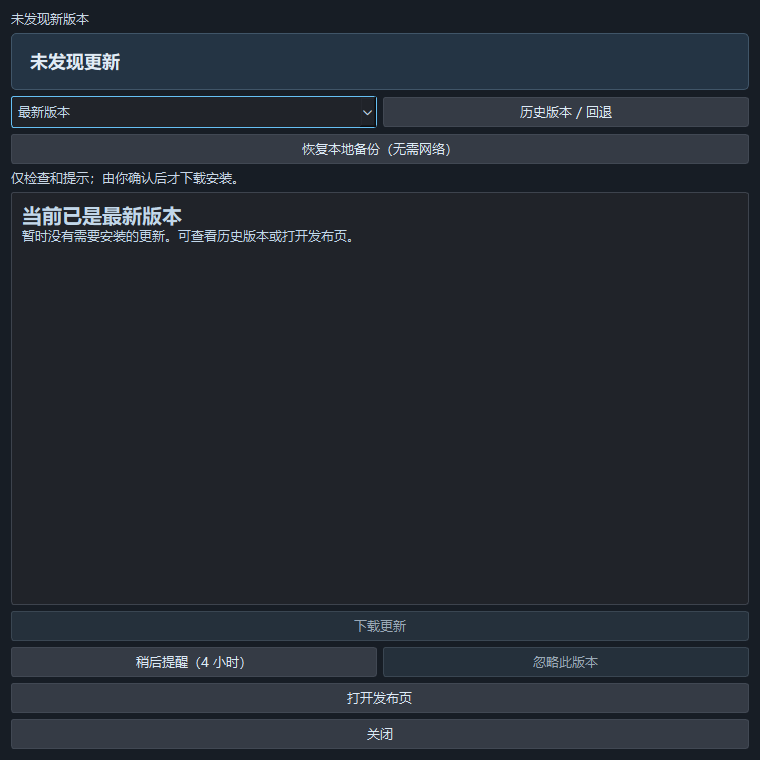 未发现新版本
未发现更新
最新版本
历史版本 / 回退
恢复本地备份（无需网络）
仅检查和提示；由你确认后才下载安装。
当前已是最新版本
暂时没有需要安装的更新。可查看历史版本或打开发布页。
下载更新
稍后提醒（4 小时）
忽略此版本
打开发布页
关闭